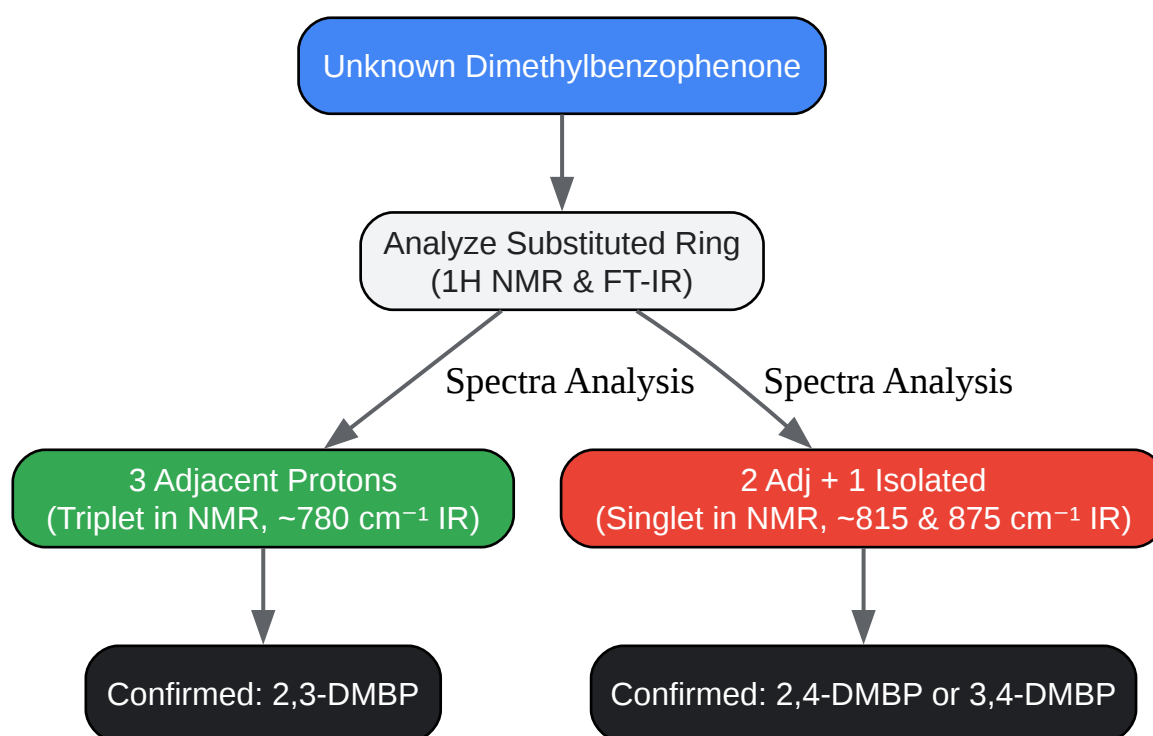 Unknown Dimethylbenzophenone
Analyze Substituted Ring
(1H NMR & FT-IR)
Spectra Analysis
Spectra Analysis
3 Adjacent Protons
(Triplet in NMR, ~780 cm⁻¹ IR)
2 Adj + 1 Isolated
(Singlet in NMR, ~815 & 875 cm⁻¹ IR)
Confirmed: 2,3-DMBP
Confirmed: 2,4-DMBP or 3,4-DMBP